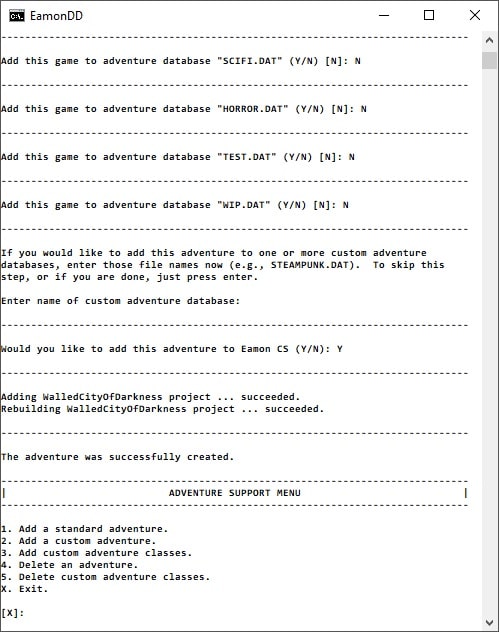 EamonDD
--------------------------------------------------------------------------------
Add this game to adventure database "SCIFI.DAT" (Y/N) [N]: N
--------------------------------------------------------------------------------
Add this game to adventure database "HORROR.DAT" (Y/N) [N]: N
--------------------------------------------------------------------------------
Add this game to adventure database "TEST.DAT" (Y/N) [N]: N
--------------------------------------------------------------------------------
Add this game to adventure database "WIP.DAT" (Y/N) [N]: N
--------------------------------------------------------------------------------
If you would like to add this adventure to one or more custom adventure
databases, enter those file names now (e.g., STEAMPUNK.DAT).  To skip this
step, or if you are done, just press enter.
Enter name of custom adventure database:
--------------------------------------------------------------------------------
Would you like to add this adventure to Eamon CS (Y/N): Y
--------------------------------------------------------------------------------
Adding WalledCityOfDarkness project ... succeeded.
Rebuilding WalledCityOfDarkness project ... succeeded.
--------------------------------------------------------------------------------
The adventure was successfully created.
--------------------------------------------------------------------------------
|                           ADVENTURE SUPPORT MENU                           |
--------------------------------------------------------------------------------
1. Add a standard adventure.
2. Add a custom adventure.
3. Add custom adventure classes.
4. Delete an adventure.
5. Delete custom adventure classes.
X. Exit.
[X]: